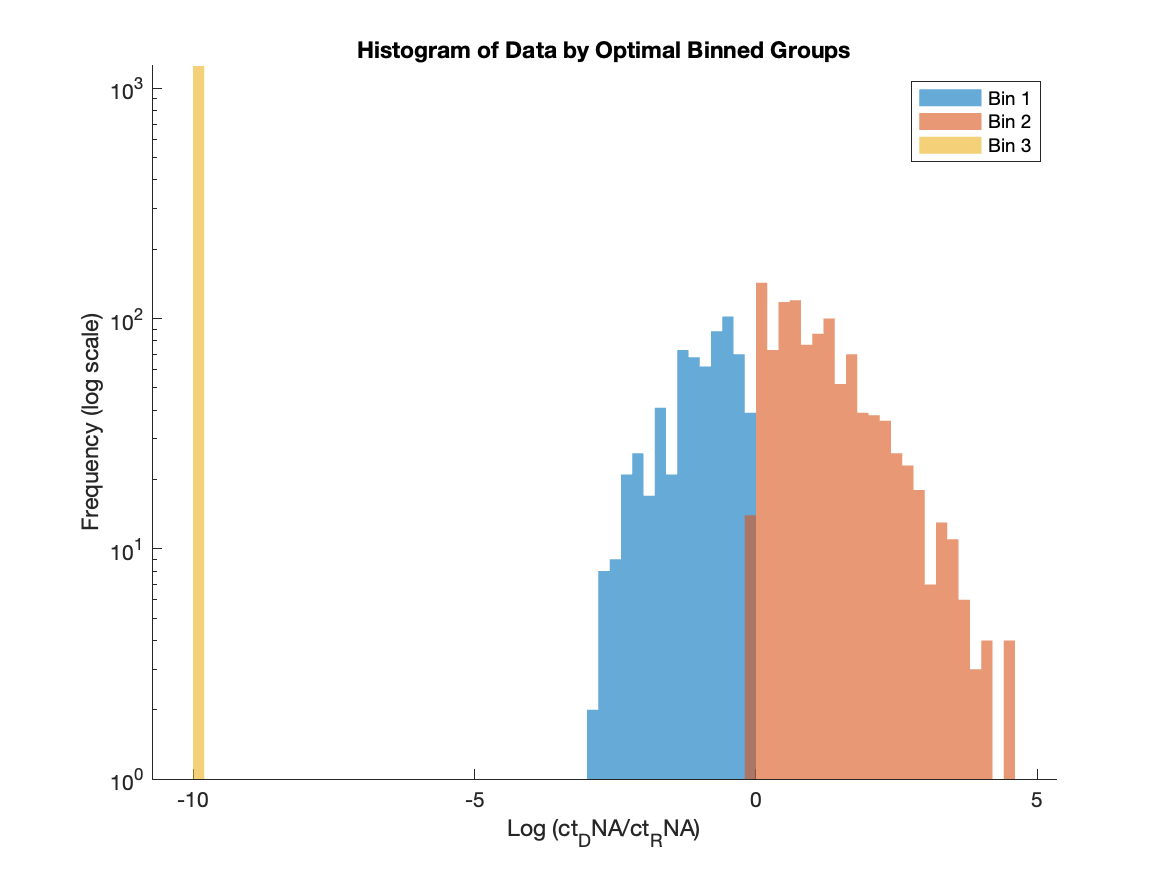 Histogram of Data by Optimal Binned Groups
Bin 1
Bin 2
Bin 3
Frequency (log scale)
10³
10²
10¹
10⁰
-10 -5 0 5
Log (ct_DNA/ct_RNA)